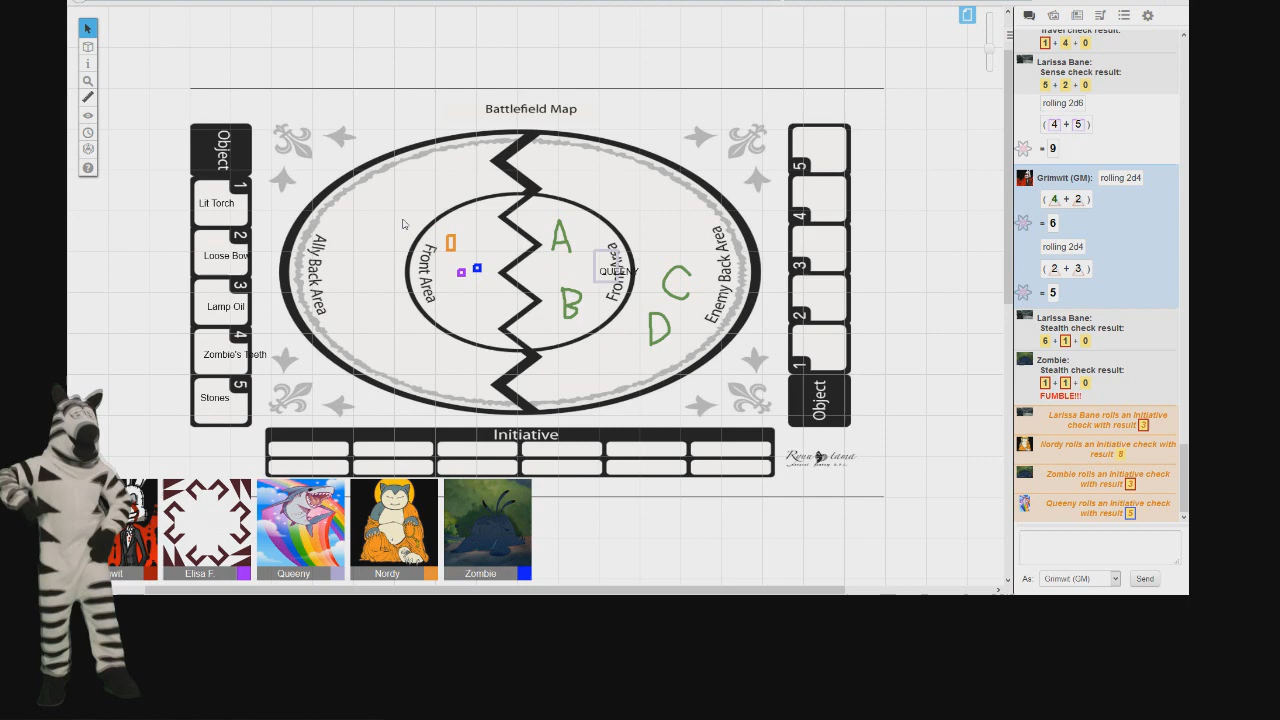 Battlefield Map
Object
1
Lit Torch
2
Loose Bow
3
Lamp Oil
4
Zombie's Teeth
5
Stones
Ally Back Area
Front Area
A
B
QUEENY
C
D
Enemy Back Area
5
4
3
2
1
Object
Initiative
Elisa F.
Queeny
Nordy
Zombie
Travel check result:
1 + 4 + 0
Larissa Bane:
Sense check result:
5 + 2 + 0
rolling 2d6
( 4 + 5 )
= 9
Grimwit (GM): rolling 2d4
( 4 + 2 )
= 6
rolling 2d4
( 2 + 3 )
= 5
Larissa Bane:
Stealth check result:
6 + 1 + 0
Zombie:
Stealth check result:
1 + 1 + 0
FUMBLE!!!
Larissa Bane rolls an Initiative
check with result 3
Nordy rolls an Initiative check with
result 8
Zombie rolls an Initiative check
with result 3
Queeny rolls an Initiative check
with result 5
As: Grimwit (GM) Send